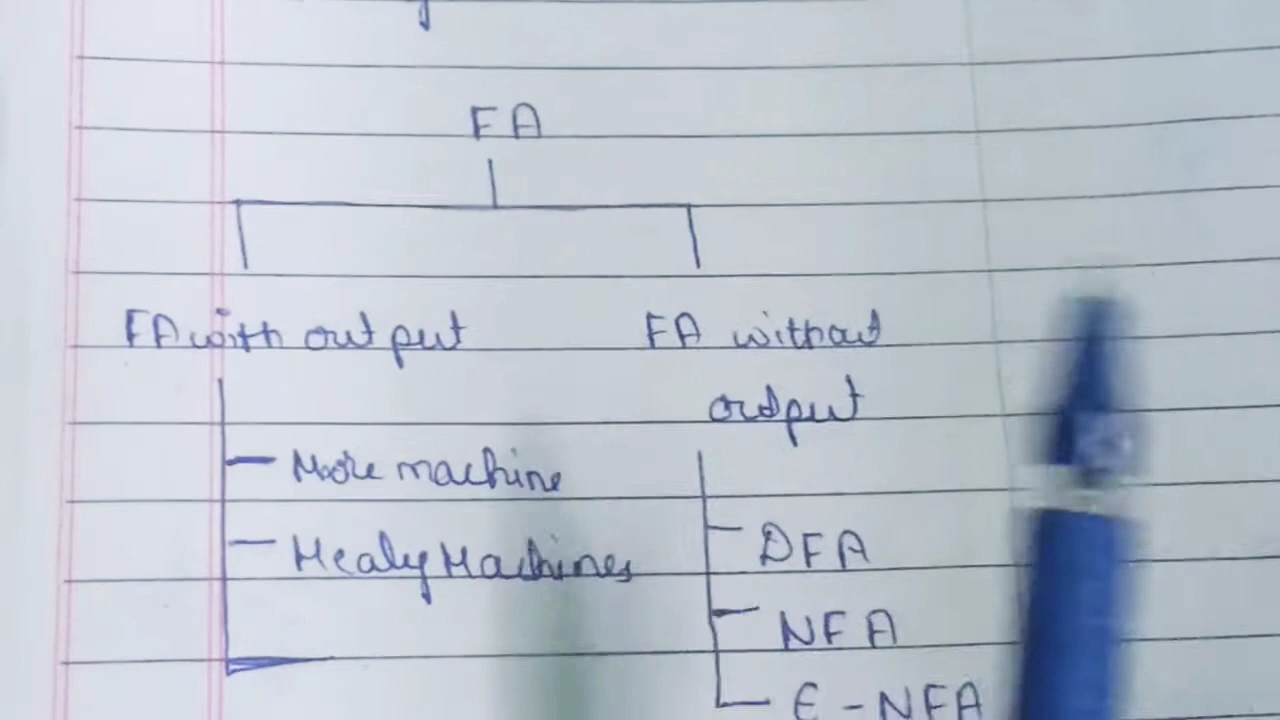 FA
FA with output
FA without
output
Moore machine
Mealy Machines
DFA
NFA
ε-NFA